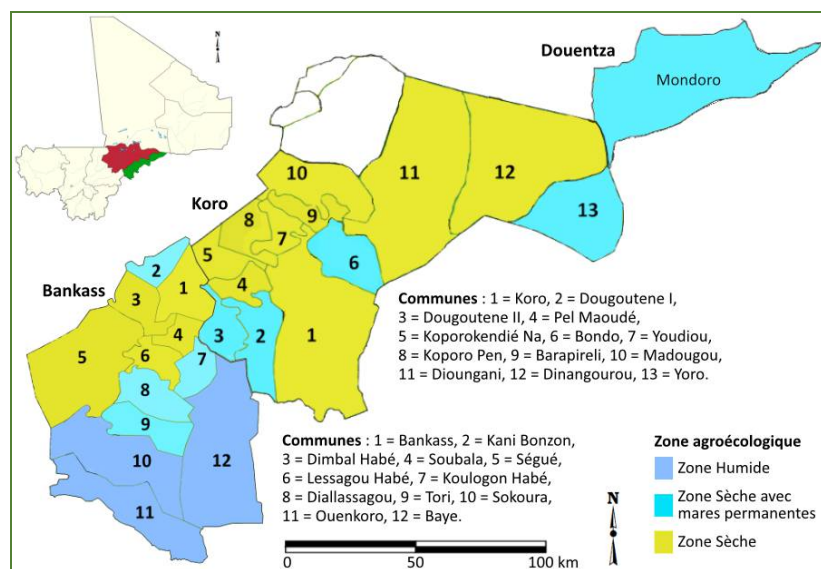 N
Douentza
Mondoro
10
11
12
Koro
8
9
13
7
5
6
2
4
Bankass
1
3
4
3
2
1
5
6
7
8
9
10
12
11
Communes : 1 = Koro, 2 = Dougoutene I,
3 = Dougoutene II, 4 = Pel Maoudé,
5 = Koporokendié Na, 6 = Bondo, 7 = Youdiou,
8 = Koporo Pen, 9 = Barapireli, 10 = Madougou,
11 = Dioungani, 12 = Dinangourou, 13 = Yoro.
Communes : 1 = Bankass, 2 = Kani Bonzon,
3 = Dimbal Habé, 4 = Soubala, 5 = Ségué,
6 = Lessagou Habé, 7 = Koulogon Habé,
8 = Diallassagou, 9 = Tori, 10 = Sokoura,
11 = Ouenkoro, 12 = Baye.
Zone agroécologique
Zone Humide
Zone Sèche avec
mares permanentes
Zone Sèche
N
0
50
100 km